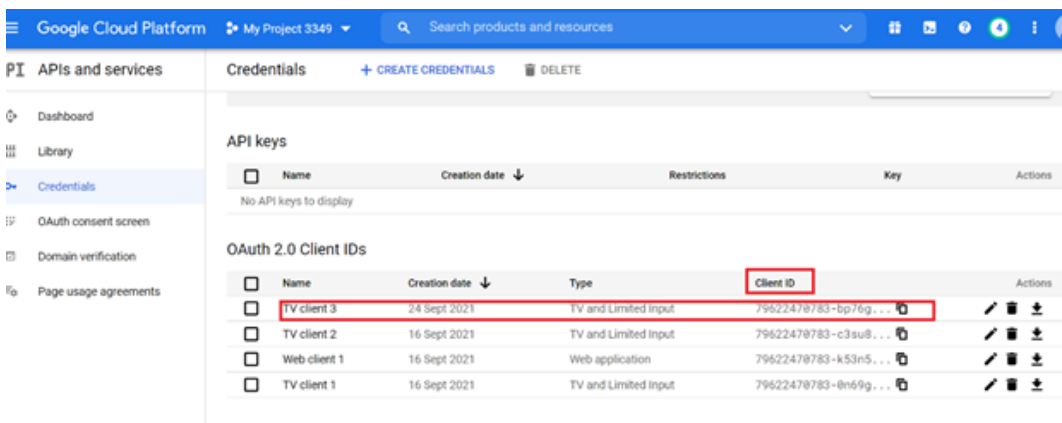 Google Cloud Platform My Project 3349 Search products and resources 4
PI APIs and services Credentials + CREATE CREDENTIALS DELETE
Dashboard
Library
Credentials
OAuth consent screen
Domain verification
Page usage agreements
API keys
Name Creation date Restrictions Key Actions
No API keys to display
OAuth 2.0 Client IDs
Name Creation date Type Client ID Actions
TV client 3 24 Sept 2021 TV and Limited Input 79622470783-bp76g...
TV client 2 16 Sept 2021 TV and Limited Input 79622470783-c3su8...
Web client 1 16 Sept 2021 Web application 79622470783-k53n5...
TV client 1 16 Sept 2021 TV and Limited Input 79622470783-0n69g...